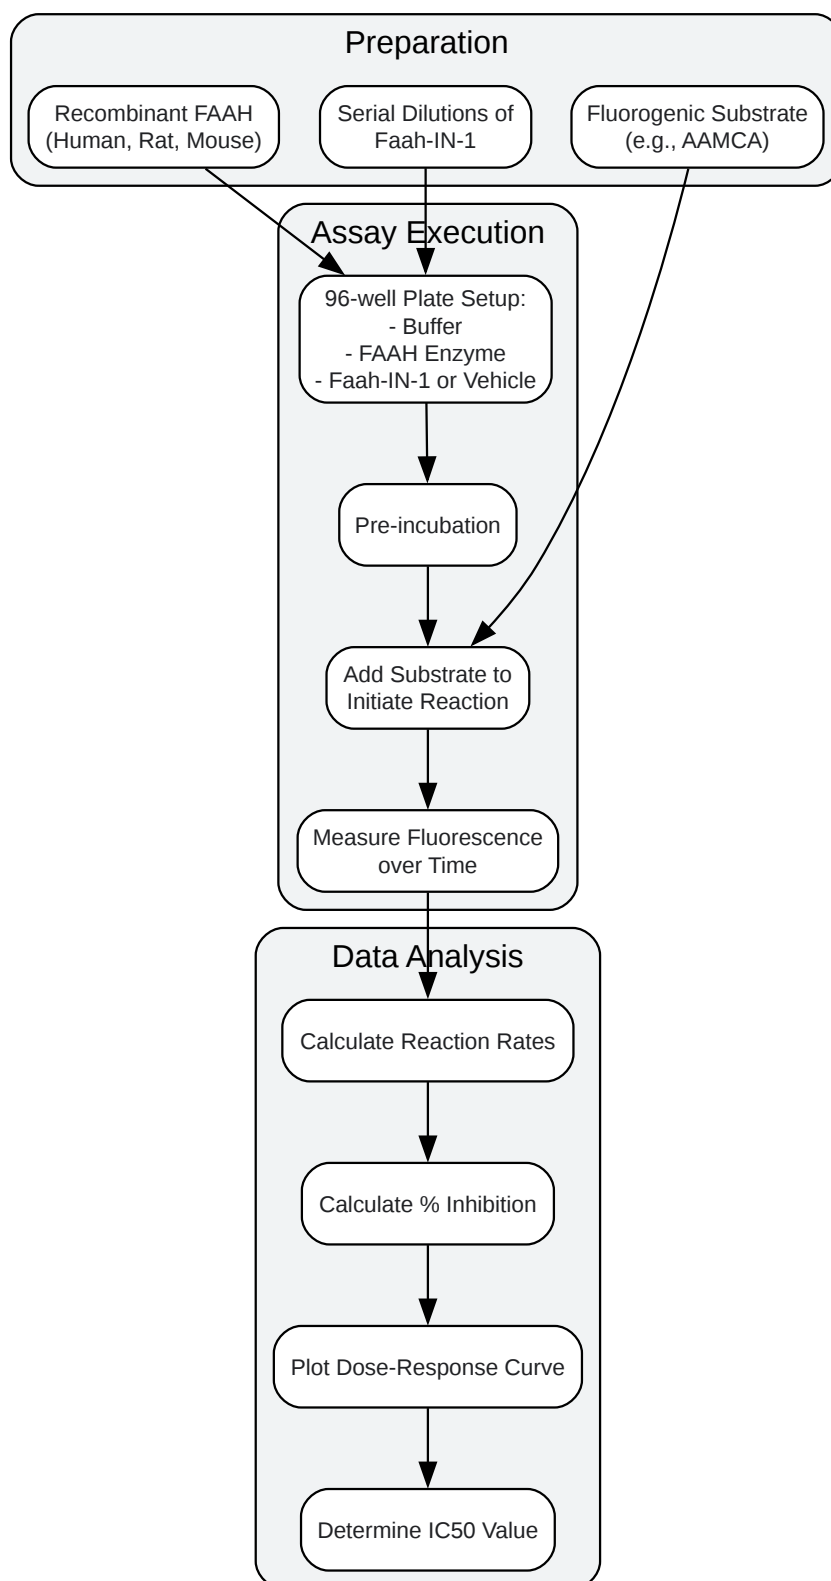 Preparation
Recombinant FAAH
(Human, Rat, Mouse)
Serial Dilutions of
Faah-IN-1
Fluorogenic Substrate
(e.g., AAMCA)
Assay Execution
96-well Plate Setup:
- Buffer
- FAAH Enzyme
- Faah-IN-1 or Vehicle
Pre-incubation
Add Substrate to
Initiate Reaction
Measure Fluorescence
over Time
Data Analysis
Calculate Reaction Rates
Calculate % Inhibition
Plot Dose-Response Curve
Determine IC50 Value